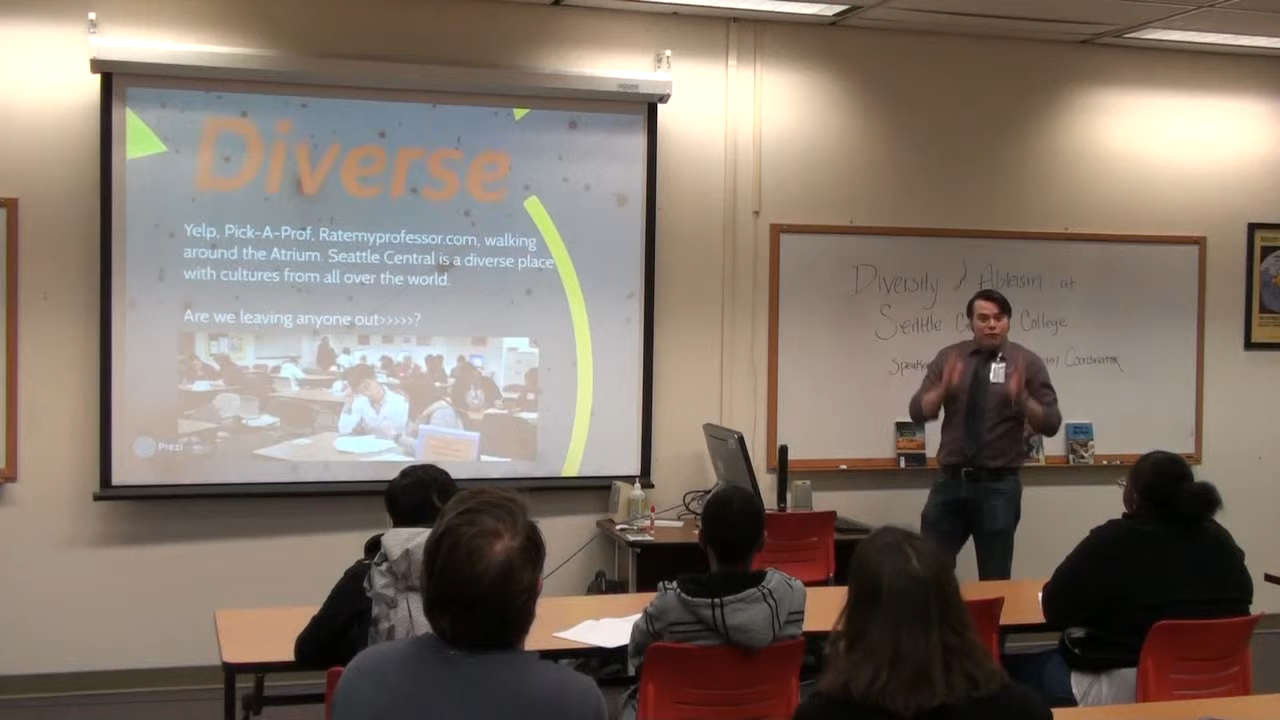 Diverse
Yelp, Pick-A-Prof, Ratemyprofessor.com, walking
around the Atrium. Seattle Central is a diverse place
with cultures from all over the world.
Are we leaving anyone out>>>>>?
Prezi
Diversity & Ableism at
Seattle C College
Speak Coordinator